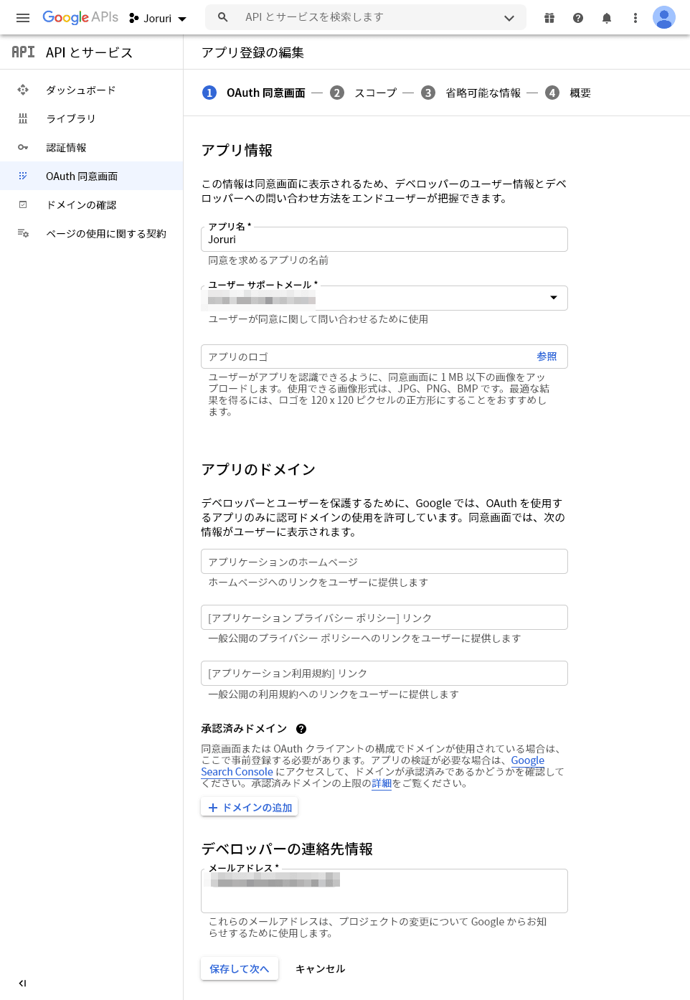 Google APIs
Joruri
API とサービスを検索します
API
API とサービス
アプリ登録の編集
ダッシュボード
ライブラリ
認証情報
OAuth 同意画面
ドメインの確認
ページの使用に関する契約
1 OAuth 同意画面 2 スコープ 3 省略可能な情報 4 概要
アプリ情報
この情報は同意画面に表示されるため、デベロッパーのユーザー情報とデベ
ロッパーへの問い合わせ方法をエンドユーザーが把握できます。
アプリ名 *
Joruri
同意を求めるアプリの名前
ユーザー サポートメール *
ユーザーが同意に関して問い合わせるために使用
アプリのロゴ
参照
ユーザーがアプリを認識できるように、同意画面に 1 MB 以下の画像をアッ
プロードします。使用できる画像形式は、JPG、PNG、BMP です。最適な結
果を得るには、ロゴを 120 x 120 ピクセルの正方形にすることをおすすめし
ます。
アプリのドメイン
デベロッパーとユーザーを保護するために、Google では、OAuth を使用す
るアプリのみに認可ドメインの使用を許可しています。同意画面では、次の
情報がユーザーに表示されます。
アプリケーションのホームページ
ホームページへのリンクをユーザーに提供します
[アプリケーション プライバシー ポリシー] リンク
一般公開のプライバシー ポリシーへのリンクをユーザーに提供します
[アプリケーション利用規約] リンク
一般公開の利用規約へのリンクをユーザーに提供します
承認済みドメイン
同意画面または OAuth クライアントの構成でドメインが使用されている場合は、
ここで事前登録する必要があります。アプリの検証が必要な場合は、Google
Search Console にアクセスして、ドメインが承認済みであるかどうかを確認して
ください。承認済みドメインの上限の詳細をご覧ください。
+ ドメインの追加
デベロッパーの連絡先情報
メールアドレス *
これらのメールアドレスは、プロジェクトの変更について Google からお知
らせするために使用します。
保存して次へ
キャンセル